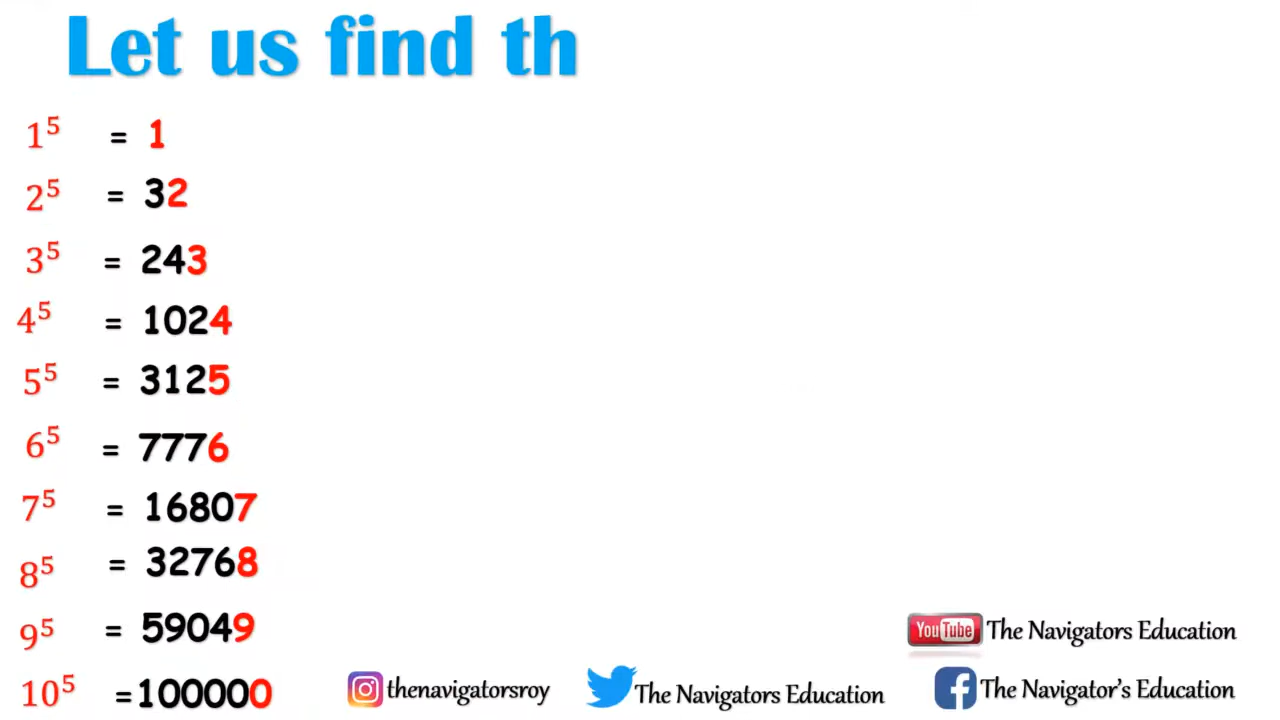 Let us find th
1⁵ = 1
2⁵ = 32
3⁵ = 243
4⁵ = 1024
5⁵ = 3125
6⁵ = 7776
7⁵ = 16807
8⁵ = 32768
9⁵ = 59049
10⁵ =100000
YouTube The Navigators Education
thenavigatorsroy
The Navigators Education
The Navigator's Education